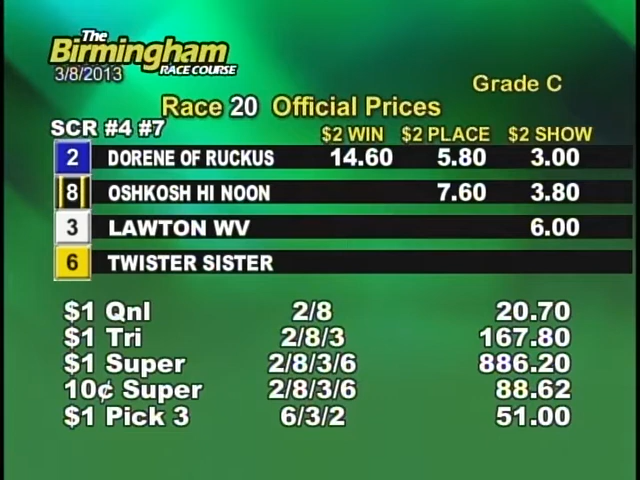 The
Birmingham
RACE COURSE
3/8/2013
Grade C
Race 20 Official Prices
SCR #4 #7
$2 WIN $2 PLACE $2 SHOW
2 DORENE OF RUCKUS 14.60 5.80 3.00
8 OSHKOSH HI NOON 7.60 3.80
3 LAWTON WV 6.00
6 TWISTER SISTER
$1 Qnl 2/8 20.70
$1 Tri 2/8/3 167.80
$1 Super 2/8/3/6 886.20
10¢ Super 2/8/3/6 88.62
$1 Pick 3 6/3/2 51.00